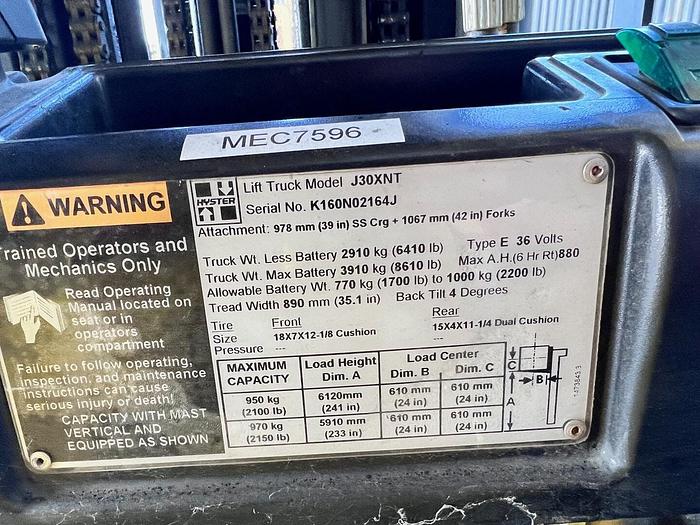 MEC7596
WARNING
Trained Operators and
Mechanics Only
Read Operating
Manual located on
seat or in
operators
compartment
Failure to follow operating,
inspection, and maintenance
instructions can cause
serious injury or death!
CAPACITY WITH MAST
VERTICAL AND
EQUIPPED AS SHOWN
HYSTER
Lift Truck Model J30XNT
Serial No. K160N02164J
Attachment: 978 mm (39 in) SS Crg + 1067 mm (42 in) Forks
Truck Wt. Less Battery 2910 kg (6410 lb) Type E 36 Volts
Truck Wt. Max Battery 3910 kg (8610 lb) Max A.H.(6 Hr Rt)880
Allowable Battery Wt. 770 kg (1700 lb) to 1000 kg (2200 lb)
Tread Width 890 mm (35.1 in) Back Tilt 4 Degrees
Tire Front Rear
Size 18X7X12-1/8 Cushion 15X4X11-1/4 Dual Cushion
Pressure --- ---
MAXIMUM CAPACITY Load Height Dim. A Load Center Dim. B Dim. C
950 kg (2100 lb) 6120mm (241 in) 610 mm (24 in) 610 mm (24 in)
970 kg (2150 lb) 5910 mm (233 in) 610 mm (24 in) 610 mm (24 in)
C
B
A